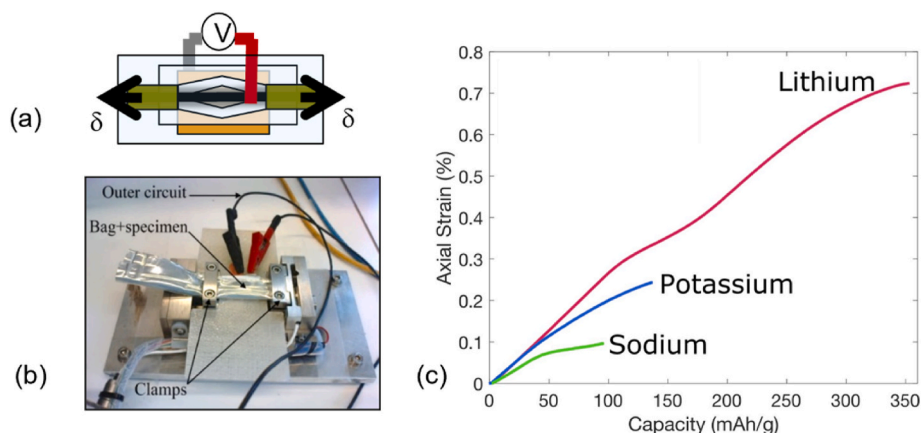 (a)
V
δ
δ
(b)
Outer circuit
Bag+specimen
Clamps
(c)
Axial Strain (%)
0.8
0.7
0.6
0.5
0.4
0.3
0.2
0.1
0
Lithium
Potassium
Sodium
0 50 100 150 200 250 300 350
Capacity (mAh/g)